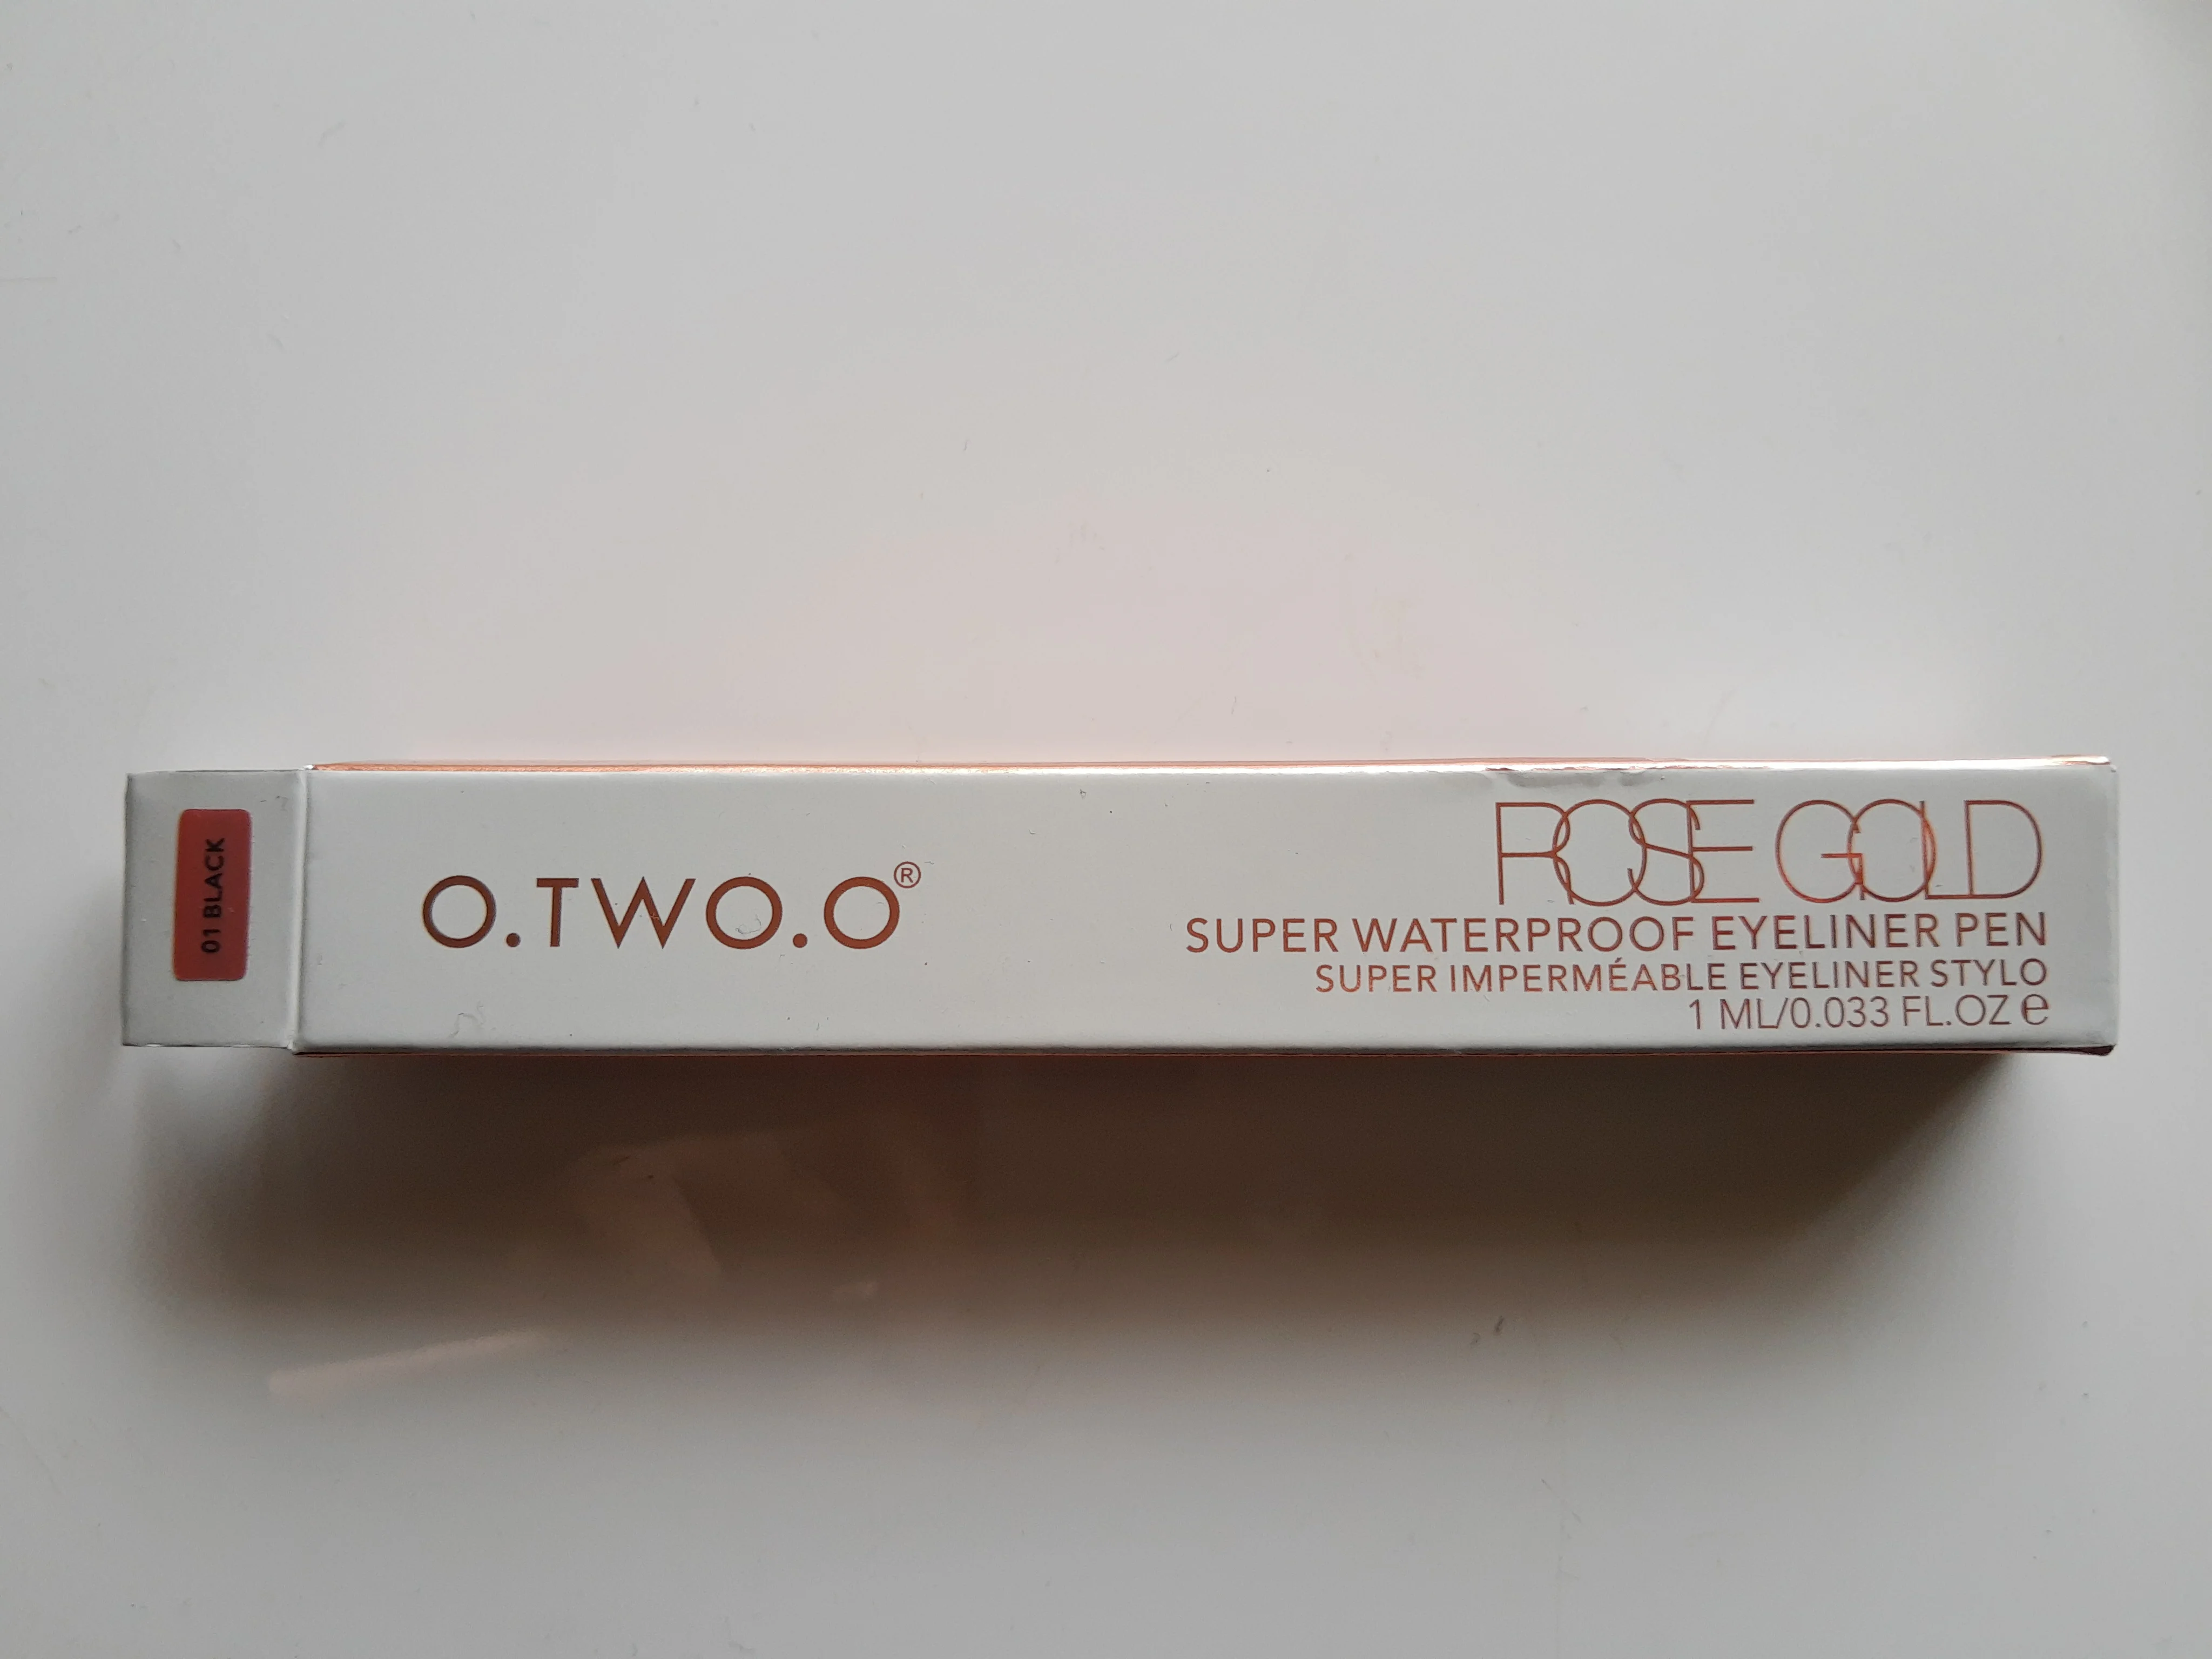 01 BLACK
O.TWO.O®
ROSE GOLD
SUPER WATERPROOF EYELINER PEN
SUPER IMPERMÉABLE EYELINER STYLO
1 ML/0.033 FL.OZ e